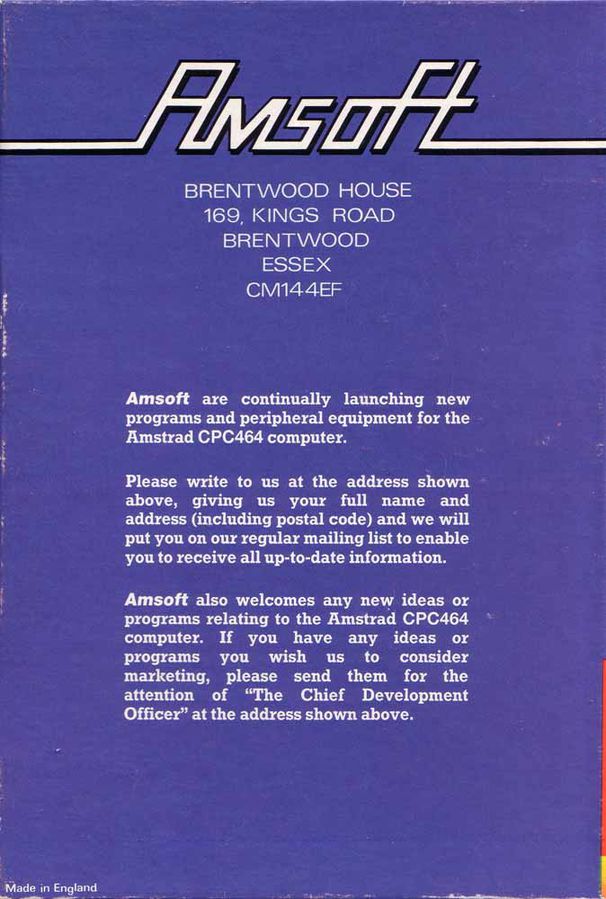 Amsoft
BRENTWOOD HOUSE
169, KINGS ROAD
BRENTWOOD
ESSEX
CM14 4EF
Amsoft are continually launching new
programs and peripheral equipment for the
Amstrad CPC464 computer.
Please write to us at the address shown
above, giving us your full name and
address (including postal code) and we will
put you on our regular mailing list to enable
you to receive all up-to-date information.
Amsoft also welcomes any new ideas or
programs relating to the Amstrad CPC464
computer. If you have any ideas or
programs you wish us to consider
marketing, please send them for the
attention of “The Chief Development
Officer” at the address shown above.
Made in England